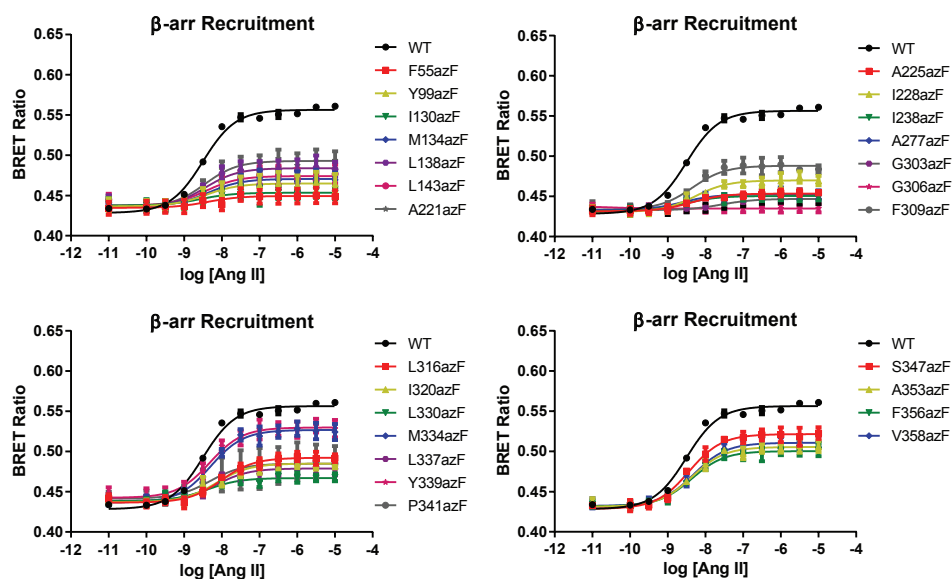 β-arr Recruitment
BRET Ratio
0.65
0.60
0.55
0.50
0.45
0.40
-12 -11 -10 -9 -8 -7 -6 -5 -4
log [Ang II]
WT
F55azF
Y99azF
I130azF
M134azF
L138azF
L143azF
A221azF
β-arr Recruitment
BRET Ratio
0.65
0.60
0.55
0.50
0.45
0.40
-12 -11 -10 -9 -8 -7 -6 -5 -4
log [Ang II]
WT
A225azF
I228azF
I238azF
A277azF
G303azF
G306azF
F309azF
β-arr Recruitment
BRET Ratio
0.65
0.60
0.55
0.50
0.45
0.40
-12 -11 -10 -9 -8 -7 -6 -5 -4
log [Ang II]
WT
L316azF
I320azF
L330azF
M334azF
L337azF
Y339azF
P341azF
β-arr Recruitment
BRET Ratio
0.65
0.60
0.55
0.50
0.45
0.40
-12 -11 -10 -9 -8 -7 -6 -5 -4
log [Ang II]
WT
S347azF
A353azF
F356azF
V358azF